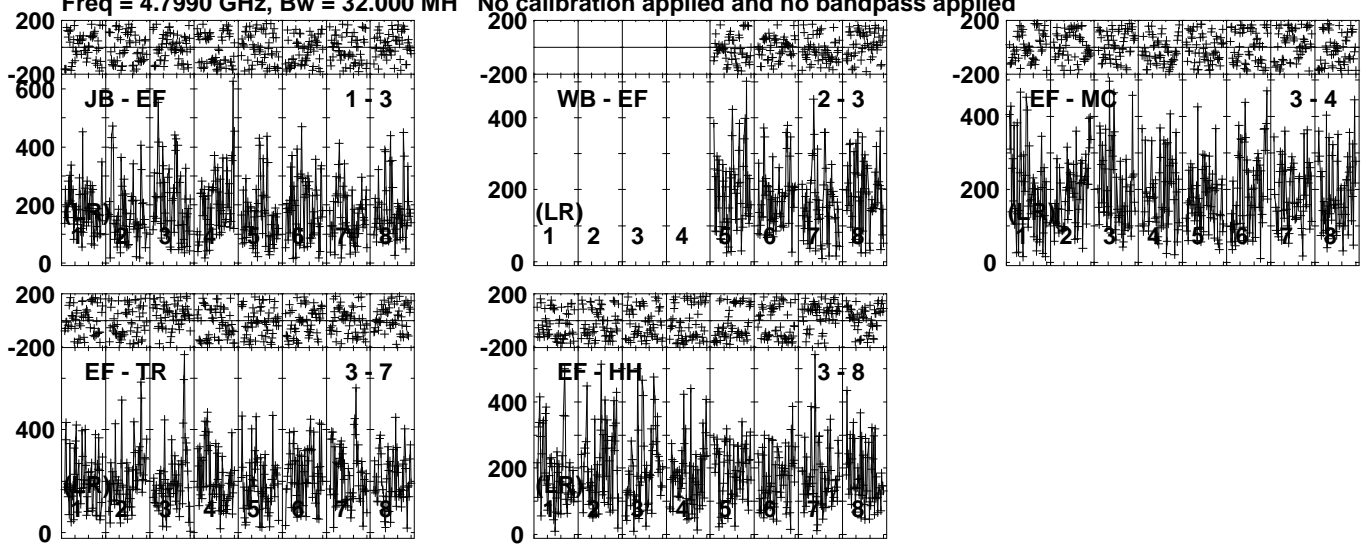 Freq = 4.7990 GHz, Bw = 32.000 MH No calibration applied and no bandpass applied
200
-200
600
400
200
0
JB - EF 1 - 3
(LR)
1 2 3 4 5 6 7 8
200
-200
400
200
0
WB - EF 2 - 3
(LR)
1 2 3 4 5 6 7 8
200
-200
400
200
0
EF - MC 3 - 4
(LR)
1 2 3 4 5 6 7 8
200
-200
400
200
0
EF - TR 3 - 7
(LR)
1 2 3 4 5 6 7 8
200
-200
400
200
0
EF - HH 3 - 8
(LR)
1 2 3 4 5 6 7 8